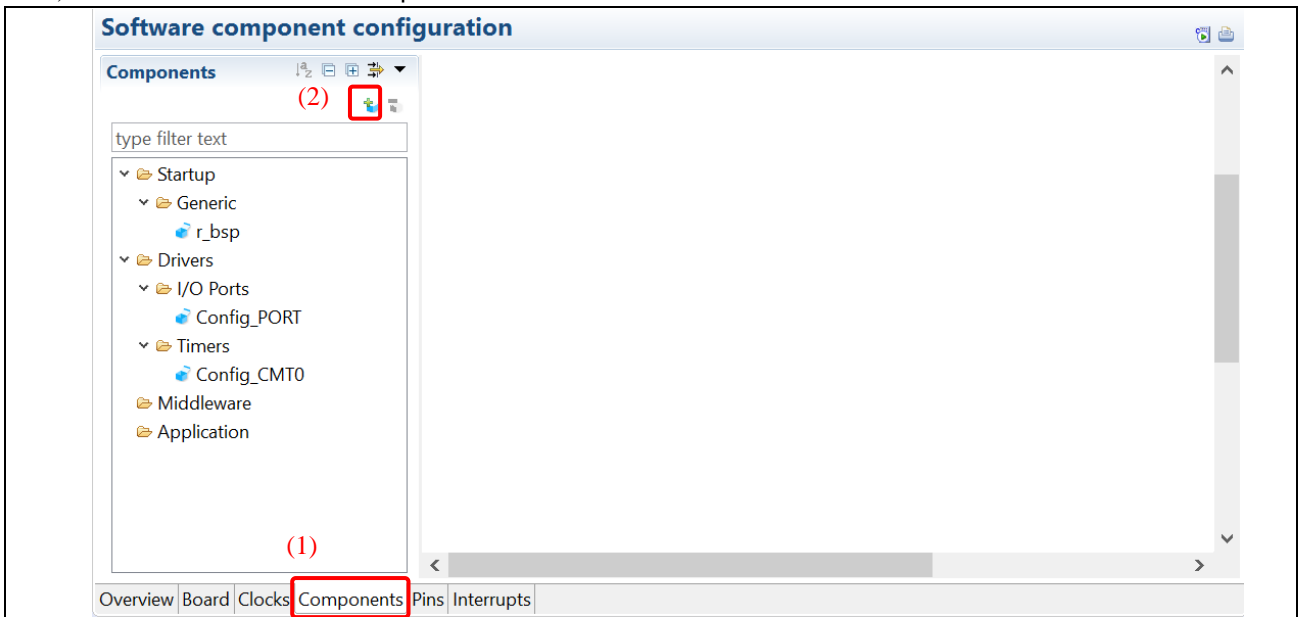 Software component configuration
Components
(2)
type filter text
Startup
Generic
r_bsp
Drivers
I/O Ports
Config_PORT
Timers
Config_CMT0
Middleware
Application
(1)
Overview Board Clocks Components Pins Interrupts